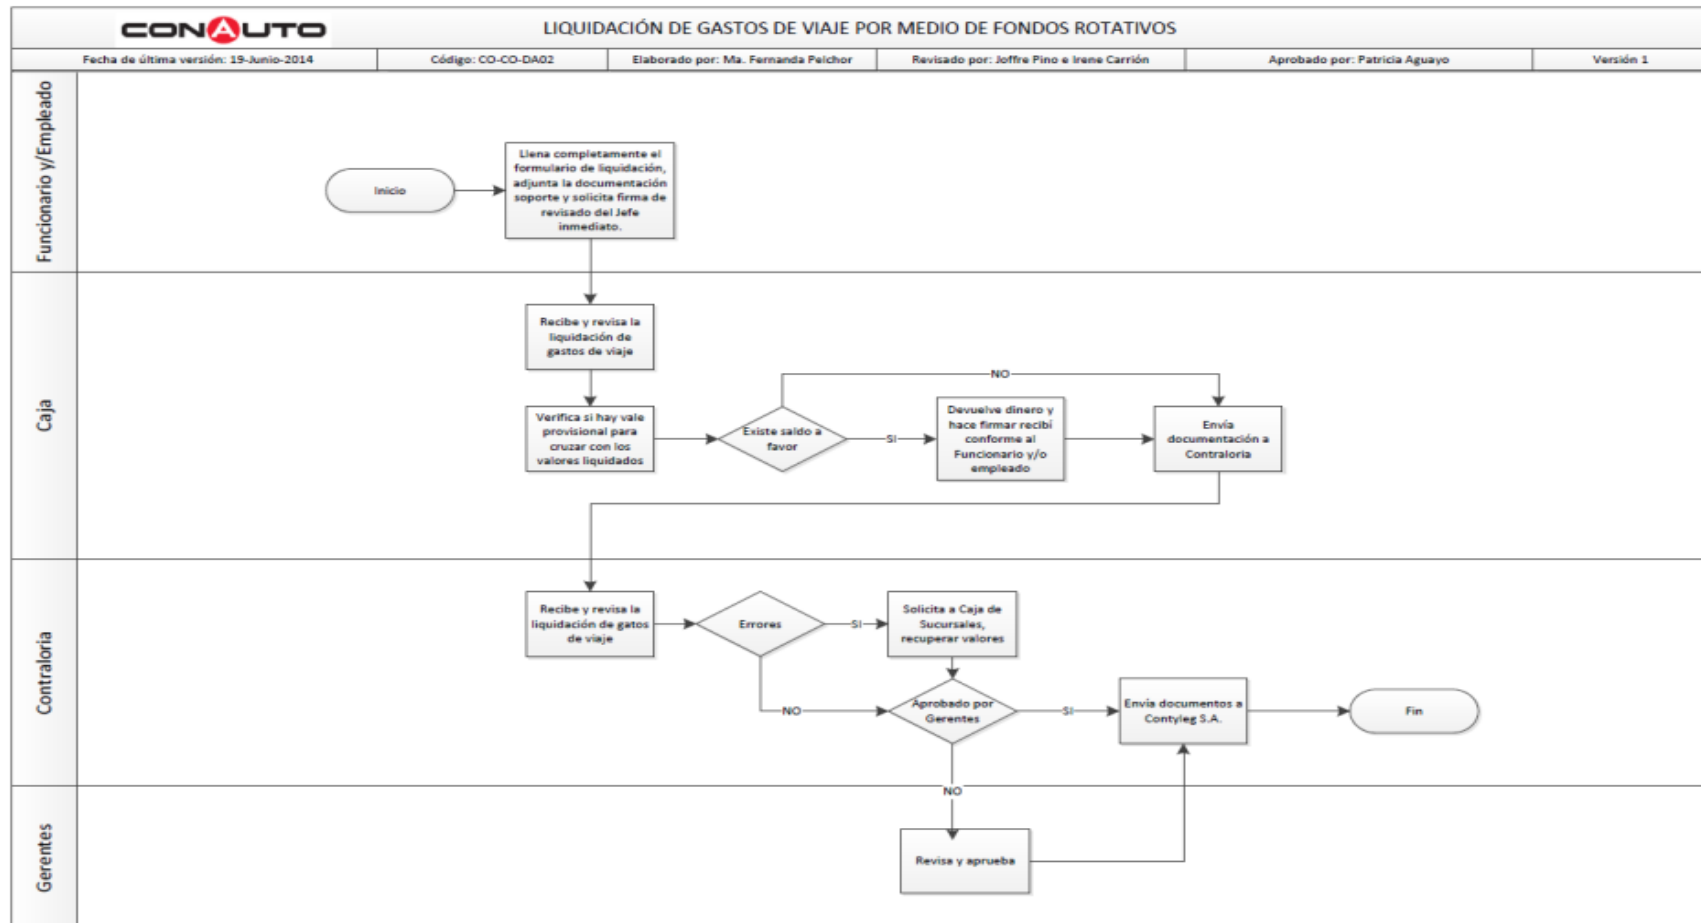 CONAUTO
LIQUIDACIÓN DE GASTOS DE VIAJE POR MEDIO DE FONDOS ROTATIVOS
Fecha de última versión: 19-Junio-2014
Código: CO-CO-DA02
Elaborado por: Ma. Fernanda Pelchor
Revisado por: Joffre Pino e Irene Carrión
Aprobado por: Patricia Aguayo
Versión 1
Funcionario y/Empleado
Inicio
Llena completamente el
formulario de liquidación,
adjunta la documentación
soporte y solicita firma de
revisado del Jefe
inmediato.
Caja
Recibe y revisa la
liquidación de
gastos de viaje
Verifica si hay vale
provisional para
cruzar con los
valores liquidados
Existe saldo a
favor
NO
SI
Devuelve dinero y
hace firmar recibí
conforme al
Funcionario y/o
empleado
Envía
documentación a
Contraloria
Contraloria
Recibe y revisa la
liquidación de gatos
de viaje
Errores
SI
Solicita a Caja de
Sucursales,
recuperar valores
NO
Aprobado por
Gerentes
SI
Envía documentos a
Contyleg S.A.
Fin
NO
Gerentes
Revisa y aprueba